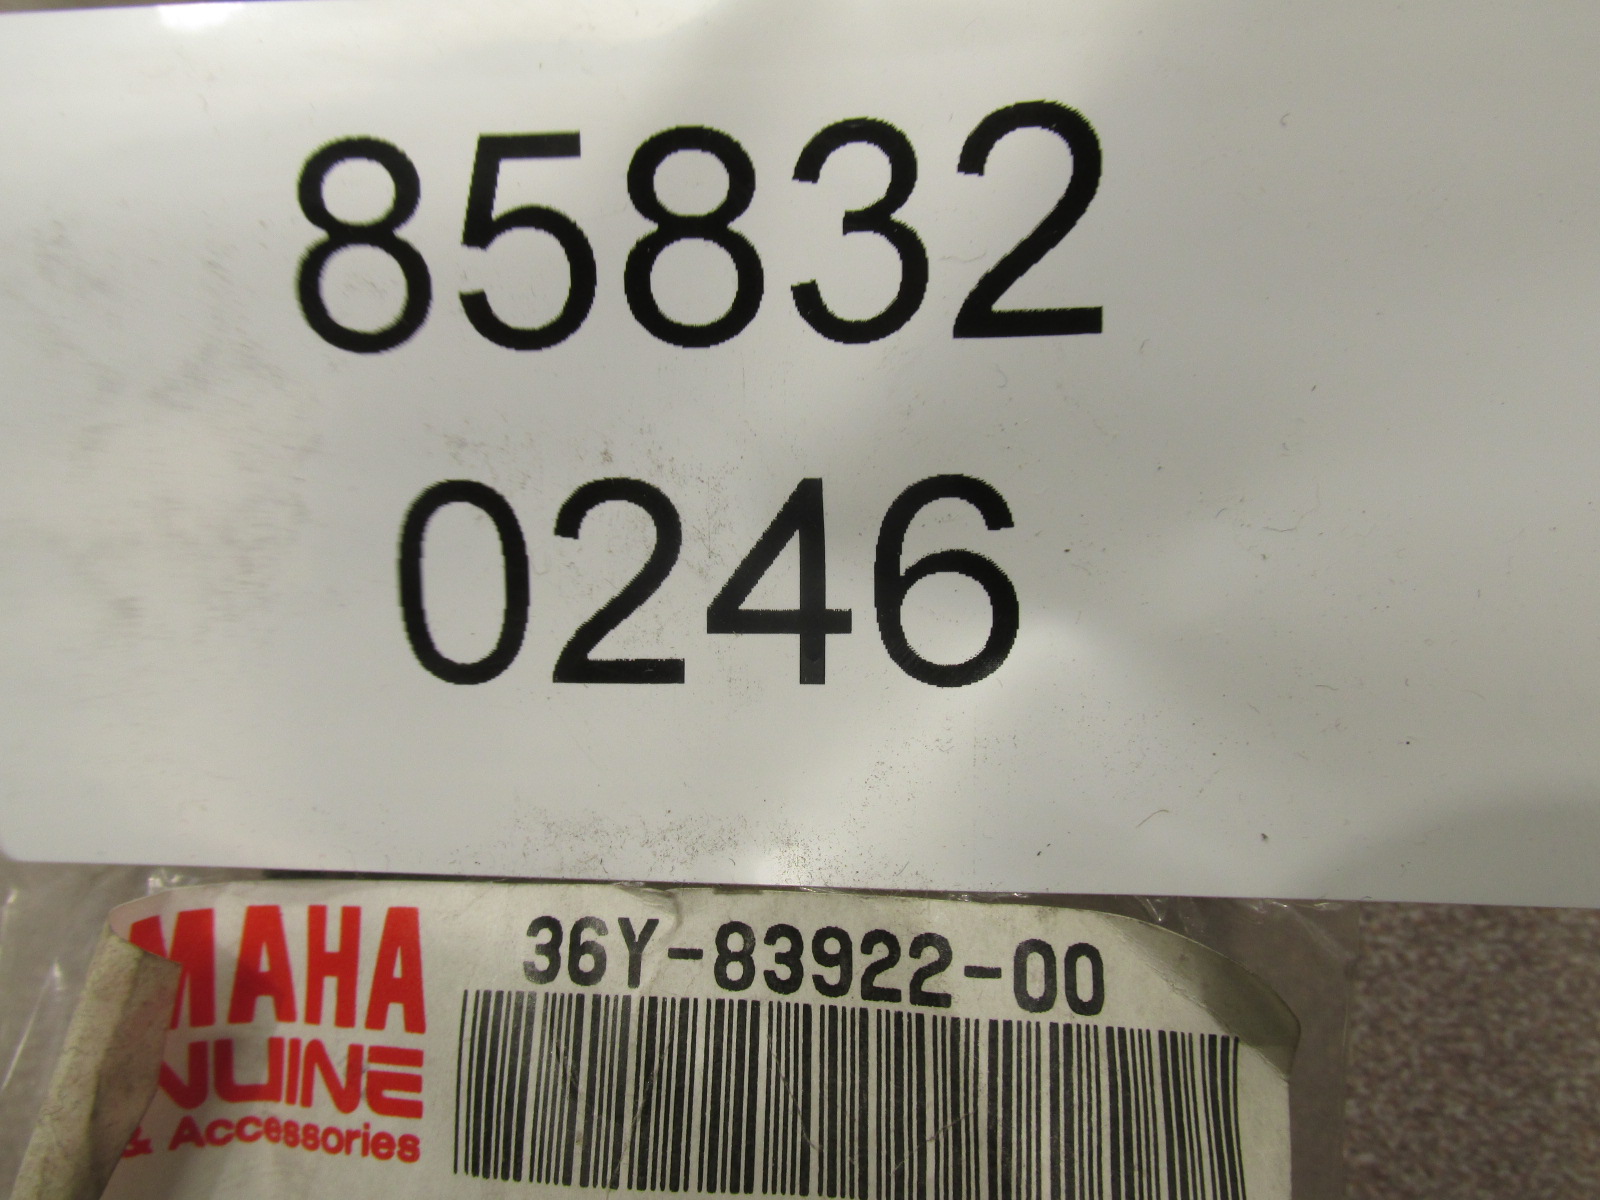 85832
0246
MAHA
36Y-83922-00
NUINE
& Accessories